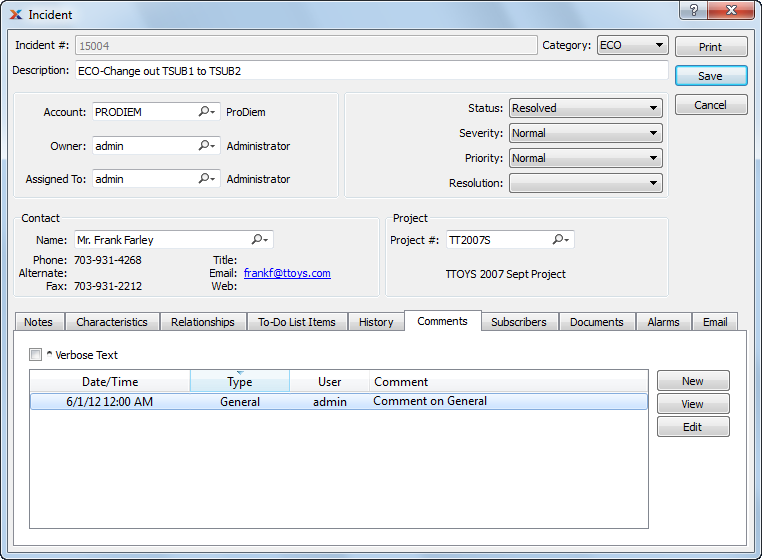 Incident
Incident #: 15004 Category: ECO Print
Description: ECO-Change out TSUB1 to TSUB2 Save
Cancel
Account: PRODIEM ProDiem Status: Resolved
Owner: admin Administrator Severity: Normal
Priority: Normal
Assigned To: admin Administrator Resolution:
Contact Project
Name: Mr. Frank Farley Project #: TT2007S
Phone: 703-931-4268 Title:
Alternate: Email: frankf@ttoys.com TTOYS 2007 Sept Project
Fax: 703-931-2212 Web:
Notes Characteristics Relationships To-Do List Items History Comments Subscribers Documents Alarms Email
^ Verbose Text
Date/Time Type User Comment New
6/1/12 12:00 AM General admin Comment on General View
Edit